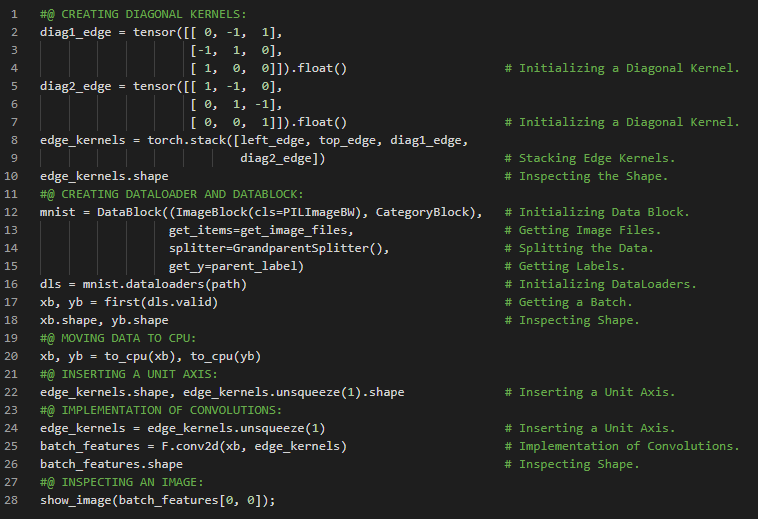 1 #@ CREATING DIAGONAL KERNELS:
2 diag1_edge = tensor([[ 0, -1,  1],
3                      [-1,  1,  0],
4                      [ 1,  0,  0]]).float()                      # Initializing a Diagonal Kernel.
5 diag2_edge = tensor([[ 1, -1,  0],
6                      [ 0,  1, -1],
7                      [ 0,  0,  1]]).float()                      # Initializing a Diagonal Kernel.
8 edge_kernels = torch.stack([left_edge, top_edge, diag1_edge,
9                             diag2_edge])                         # Stacking Edge Kernels.
10 edge_kernels.shape                                               # Inspecting the Shape.
11 #@ CREATING DATALOADER AND DATABLOCK:
12 mnist = DataBlock((ImageBlock(cls=PILImageBW), CategoryBlock),   # Initializing Data Block.
13                   get_items=get_image_files,                     # Getting Image Files.
14                   splitter=GrandparentSplitter(),                # Splitting the Data.
15                   get_y=parent_label)                            # Getting Labels.
16 dls = mnist.dataloaders(path)                                    # Initializing DataLoaders.
17 xb, yb = first(dls.valid)                                        # Getting a Batch.
18 xb.shape, yb.shape                                               # Inspecting Shape.
19 #@ MOVING DATA TO CPU:
20 xb, yb = to_cpu(xb), to_cpu(yb)
21 #@ INSERTING A UNIT AXIS:
22 edge_kernels.shape, edge_kernels.unsqueeze(1).shape              # Inserting a Unit Axis.
23 #@ IMPLEMENTATION OF CONVOLUTIONS:
24 edge_kernels = edge_kernels.unsqueeze(1)                         # Inserting a Unit Axis.
25 batch_features = F.conv2d(xb, edge_kernels)                      # Implementation of Convolutions.
26 batch_features.shape                                             # Inspecting Shape.
27 #@ INSPECTING AN IMAGE:
28 show_image(batch_features[0, 0]);